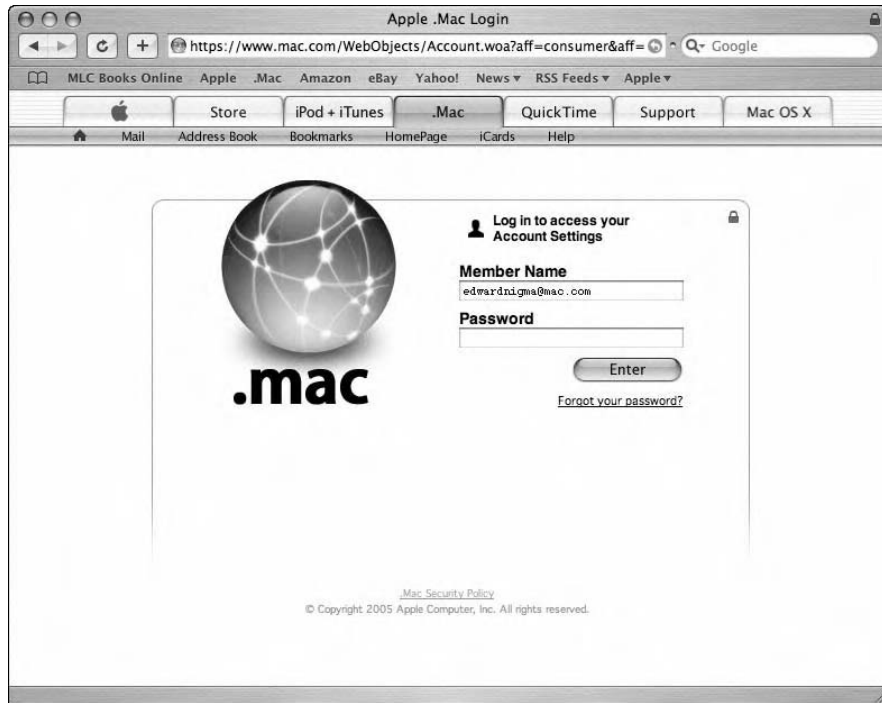 Apple .Mac Login
https://www.mac.com/WebObjects/Account.woa?aff=consumer&aff=
Google
MLC Books Online Apple .Mac Amazon eBay Yahoo! News RSS Feeds Apple
Store iPod + iTunes .Mac QuickTime Support Mac OS X
Mail Address Book Bookmarks HomePage iCards Help
Log in to access your
Account Settings
Member Name
edwardnigma@mac.com
Password
Enter
Forgot your password?
.mac
.Mac Security Policy
© Copyright 2005 Apple Computer, Inc. All rights reserved.